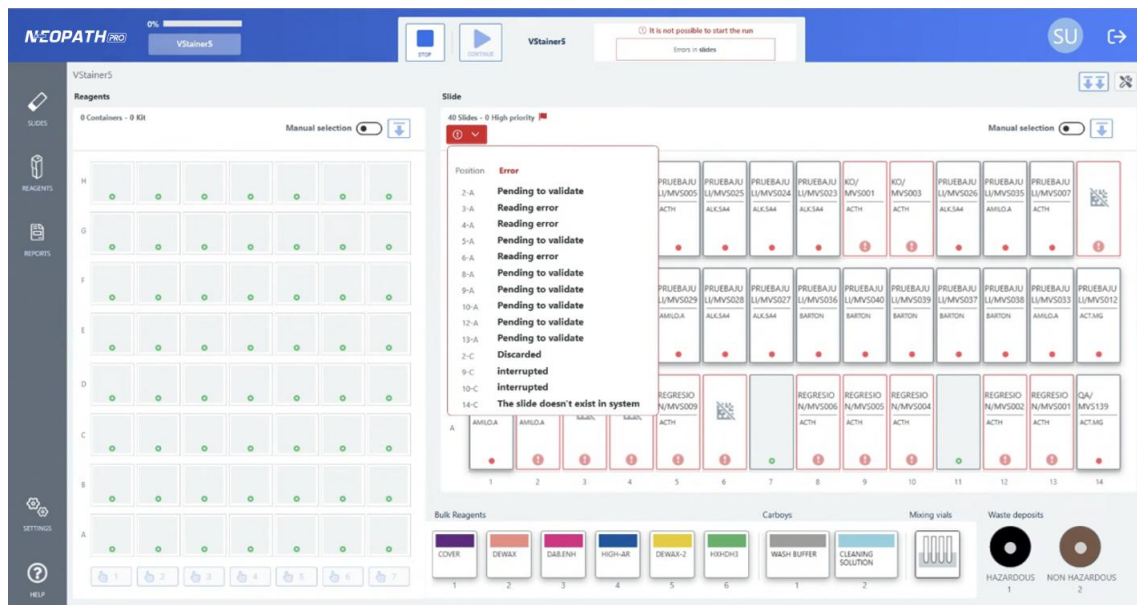 NEOPATH PRO
0%
VStainer5
STOP
CONTINUE
VStainer5
It is not possible to start the run
Errors in slides
SU
SLIDES
REAGENTS
REPORTS
SETTINGS
HELP
VStainer5
Reagents
0 Containers - 0 Kit
Manual selection
H
G
F
E
D
C
B
A
1 2 3 4 5 6 7
Slide
40 Slides - 0 High priority
Manual selection
Position Error
2-A Pending to validate
3-A Reading error
4-A Reading error
5-A Pending to validate
6-A Reading error
8-A Pending to validate
9-A Pending to validate
10-A Pending to validate
12-A Pending to validate
13-A Pending to validate
2-C Discarded
9-C interrupted
10-C interrupted
14-C The slide doesn't exist in system
PRUEBAJU PRUEBAJU PRUEBAJU PRUEBAJU KO/ KO/ PRUEBAJU PRUEBAJU PRUEBAJU
LI/MVS005 LI/MVS025 LI/MVS024 LI/MVS023 MVS001 MVS003 LI/MVS026 LI/MVS035 LI/MVS007
ACTH ALK.5A4 ALK.5A4 ALK.5A4 ACTH ACTH ALK.5A4 AMILO.A ACTH
PRUEBAJU PRUEBAJU PRUEBAJU PRUEBAJU PRUEBAJU PRUEBAJU PRUEBAJU PRUEBAJU PRUEBAJU PRUEBAJU
LI/MVS029 LI/MVS028 LI/MVS027 LI/MVS036 LI/MVS040 LI/MVS039 LI/MVS037 LI/MVS038 LI/MVS033 LI/MVS012
AMILO.A ALK.5A4 ALK.5A4 BARTON BARTON BARTON BARTON BARTON AMILO.A ACT.MG
REGRESIO REGRESIO REGRESIO REGRESIO REGRESIO REGRESIO QA/
N/MVS009 N/MVS006 N/MVS005 N/MVS004 N/MVS002 N/MVS001 MVS139
A AMILO.A AMILO.A ACTH ACTH ACTH ACTH ACTH ACTH ACT.MG
1 2 3 4 5 6 7 8 9 10 11 12 13 14
Bulk Reagents
COVER DEWAX DAB.ENH HIGH-AR DEWAX-2 HXHDH3
1 2 3 4 5 6
Carboys
WASH BUFFER CLEANING
SOLUTION
1 2
Mixing vials
Waste deposits
HAZARDOUS NON HAZARDOUS
1 2